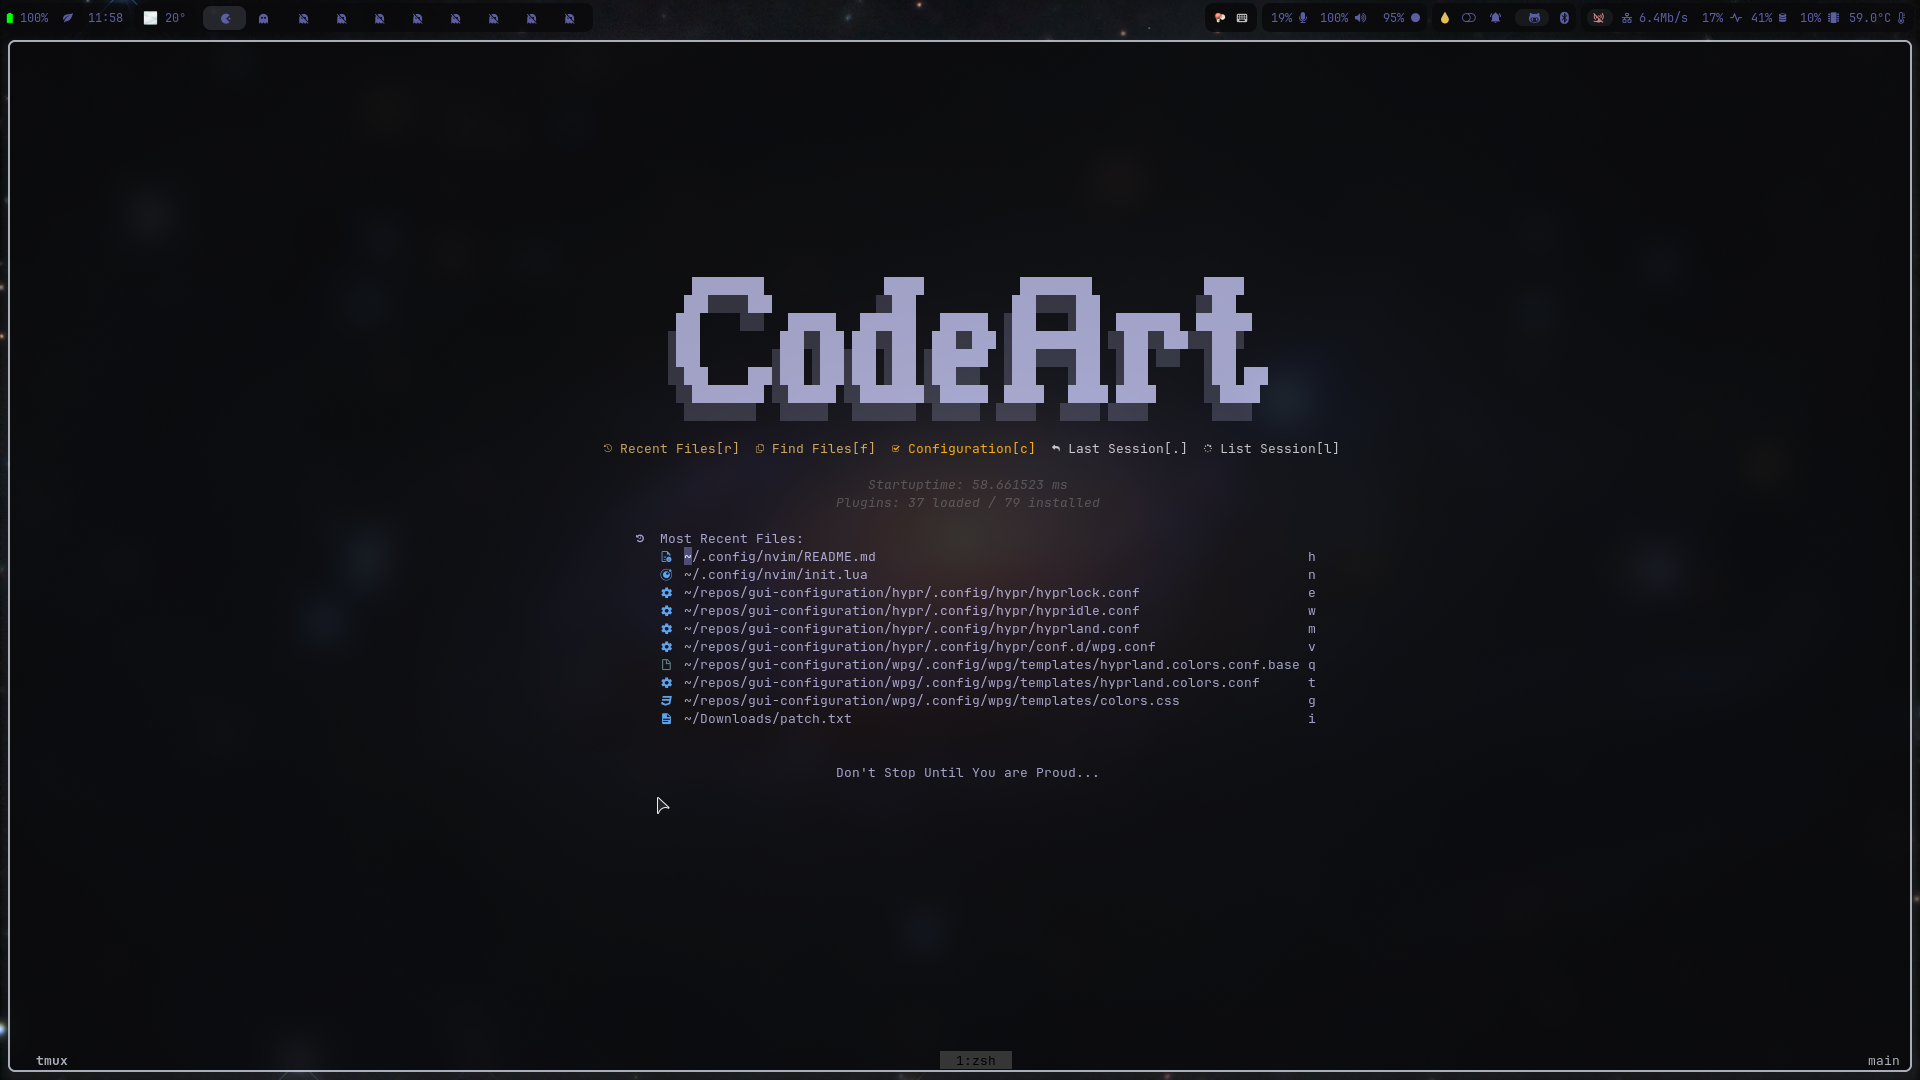 100% 11:58 20°
19% 100% 95% 6.4Mb/s 17% 41% 10% 59.0°C
CodeArt
Recent Files[r] Find Files[f] Configuration[c] Last Session[.] List Session[l]
Startuptime: 58.661523 ms
Plugins: 37 loaded / 79 installed
Most Recent Files:
~/.config/nvim/README.md h
~/.config/nvim/init.lua n
~/repos/gui-configuration/hypr/.config/hypr/hyprlock.conf e
~/repos/gui-configuration/hypr/.config/hypr/hypridle.conf w
~/repos/gui-configuration/hypr/.config/hypr/hyprland.conf m
~/repos/gui-configuration/hypr/.config/hypr/conf.d/wpg.conf v
~/repos/gui-configuration/wpg/.config/wpg/templates/hyprland.colors.conf.base q
~/repos/gui-configuration/wpg/.config/wpg/templates/hyprland.colors.conf t
~/repos/gui-configuration/wpg/.config/wpg/templates/colors.css g
~/Downloads/patch.txt i
Don't Stop Until You are Proud...
tmux 1:zsh main